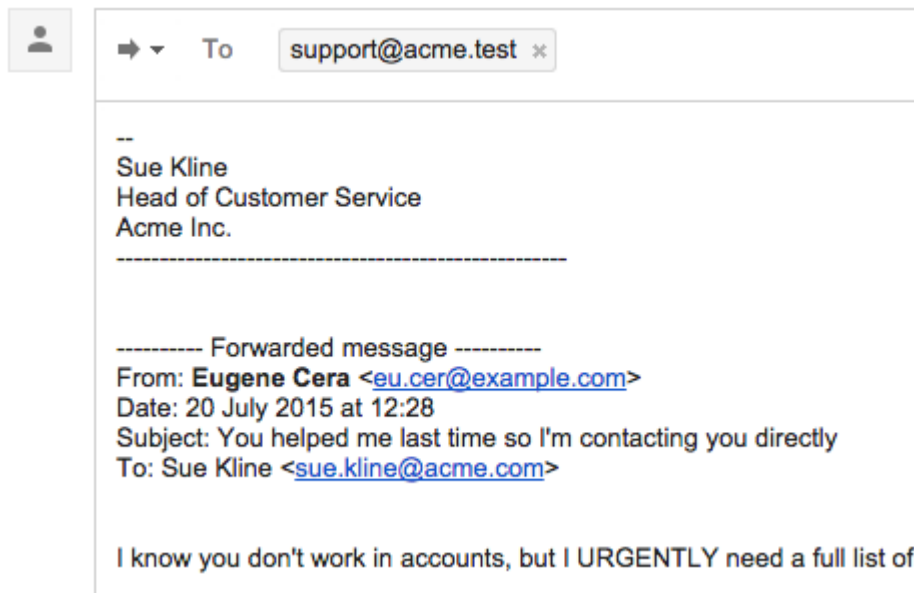 To support@acme.test ×
--
Sue Kline
Head of Customer Service
Acme Inc.
----------------------------------------------------
---------- Forwarded message ----------
From: Eugene Cera <eu.cer@example.com>
Date: 20 July 2015 at 12:28
Subject: You helped me last time so I'm contacting you directly
To: Sue Kline <sue.kline@acme.com>
I know you don't work in accounts, but I URGENTLY need a full list of